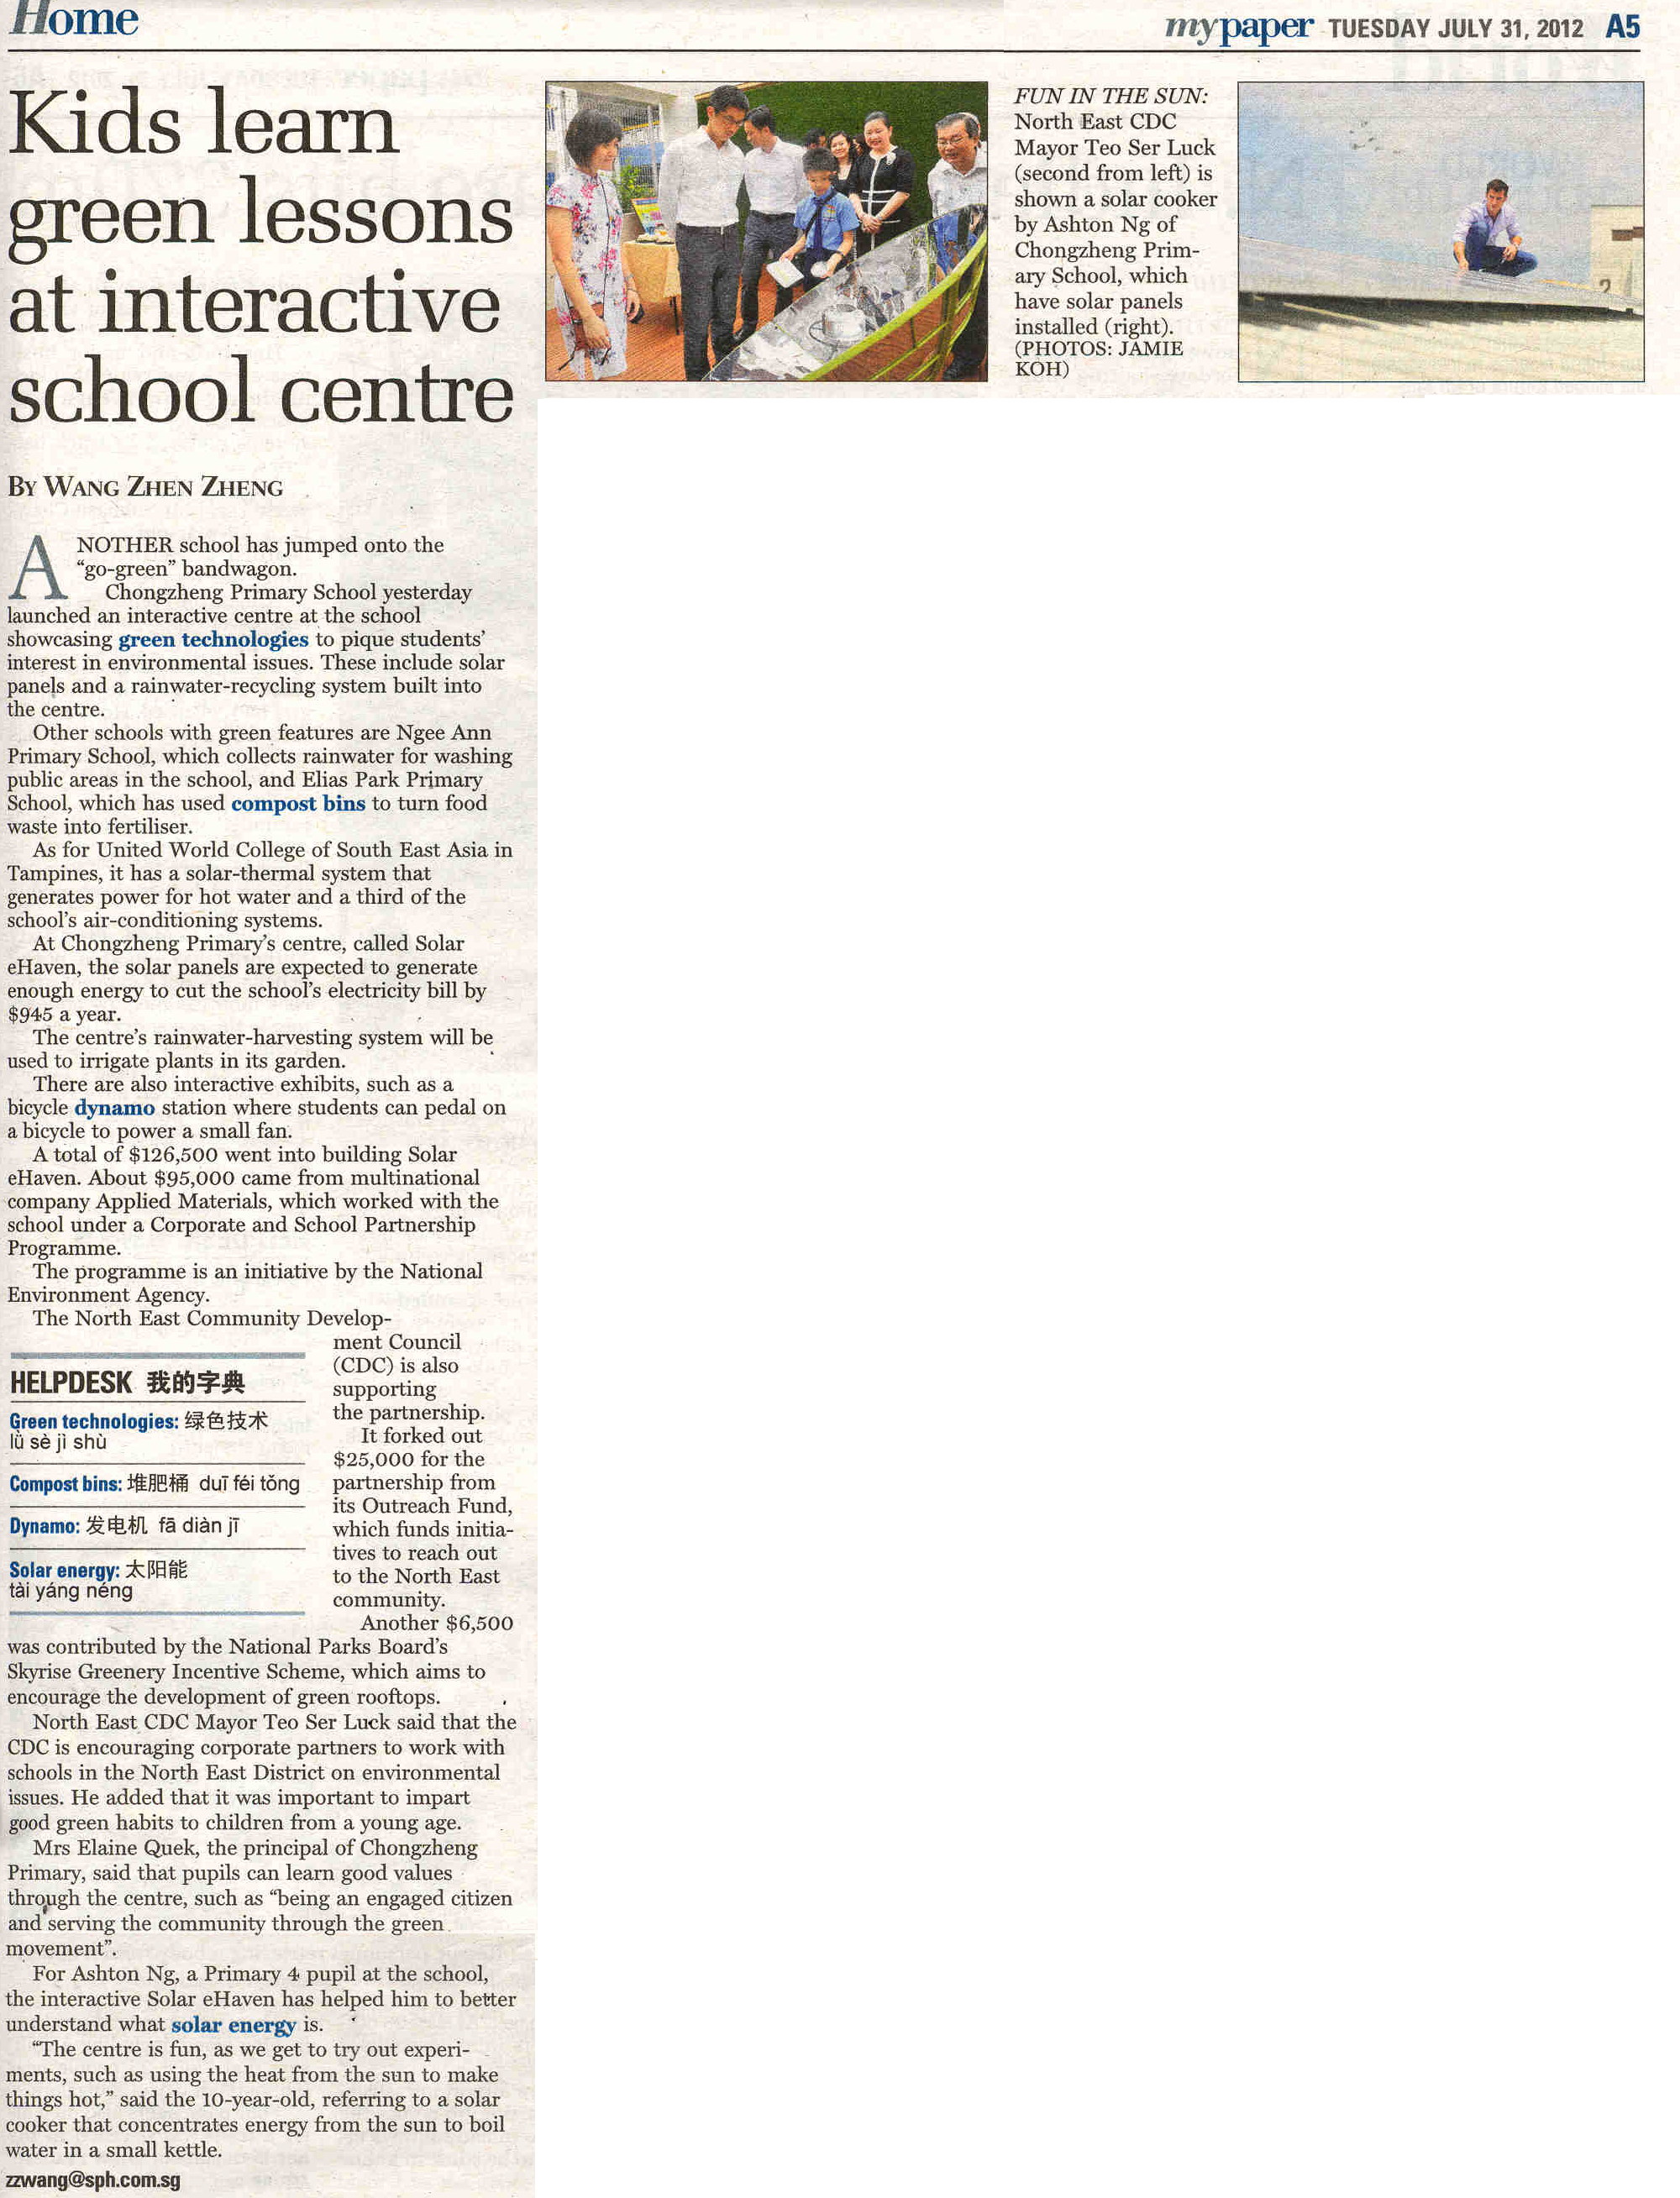 Home
mypaper TUESDAY JULY 31, 2012 A5
Kids learn
green lessons
at interactive
school centre
FUN IN THE SUN:
North East CDC
Mayor Teo Ser Luck
(second from left) is
shown a solar cooker
by Ashton Ng of
Chongzheng Prim-
ary School, which
have solar panels
installed (right).
(PHOTOS: JAMIE
KOH)
BY WANG ZHEN ZHENG
ANOTHER school has jumped onto the
"go-green" bandwagon.
Chongzheng Primary School yesterday
launched an interactive centre at the school
showcasing green technologies to pique students'
interest in environmental issues. These include solar
panels and a rainwater-recycling system built into
the centre.
Other schools with green features are Ngee Ann
Primary School, which collects rainwater for washing
public areas in the school, and Elias Park Primary
School, which has used compost bins to turn food
waste into fertiliser.
As for United World College of South East Asia in
Tampines, it has a solar-thermal system that
generates power for hot water and a third of the
school's air-conditioning systems.
At Chongzheng Primary's centre, called Solar
eHaven, the solar panels are expected to generate
enough energy to cut the school's electricity bill by
$945 a year.
The centre's rainwater-harvesting system will be
used to irrigate plants in its garden.
There are also interactive exhibits, such as a
bicycle dynamo station where students can pedal on
a bicycle to power a small fan.
A total of $126,500 went into building Solar
eHaven. About $95,000 came from multinational
company Applied Materials, which worked with the
school under a Corporate and School Partnership
Programme.
The programme is an initiative by the National
Environment Agency.
The North East Community Develop-
ment Council
(CDC) is also
supporting
the partnership.
It forked out
$25,000 for the
partnership from
its Outreach Fund,
which funds initia-
tives to reach out
to the North East
community.
Another $6,500
was contributed by the National Parks Board's
Skyrise Greenery Incentive Scheme, which aims to
encourage the development of green rooftops.
North East CDC Mayor Teo Ser Luck said that the
CDC is encouraging corporate partners to work with
schools in the North East District on environmental
issues. He added that it was important to impart
good green habits to children from a young age.
Mrs Elaine Quek, the principal of Chongzheng
Primary, said that pupils can learn good values
through the centre, such as "being an engaged citizen
and serving the community through the green
movement".
For Ashton Ng, a Primary 4 pupil at the school,
the interactive Solar eHaven has helped him to better
understand what solar energy is.
"The centre is fun, as we get to try out experi-
ments, such as using the heat from the sun to make
things hot," said the 10-year-old, referring to a solar
cooker that concentrates energy from the sun to boil
water in a small kettle.
zzwang@sph.com.sg
HELPDESK 我的字典
Green technologies: 绿色技术
lǜ sè jì shù
Compost bins: 堆肥桶 duī féi tǒng
Dynamo: 发电机 fā diàn jī
Solar energy: 太阳能
tài yáng néng